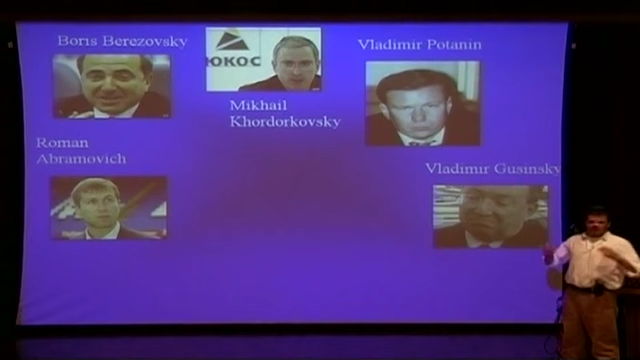 Boris Berezovsky
ЮКОС
Vladimir Potanin
Mikhail
Khordorkovsky
Roman
Abramovich
Vladimir Gusinsky